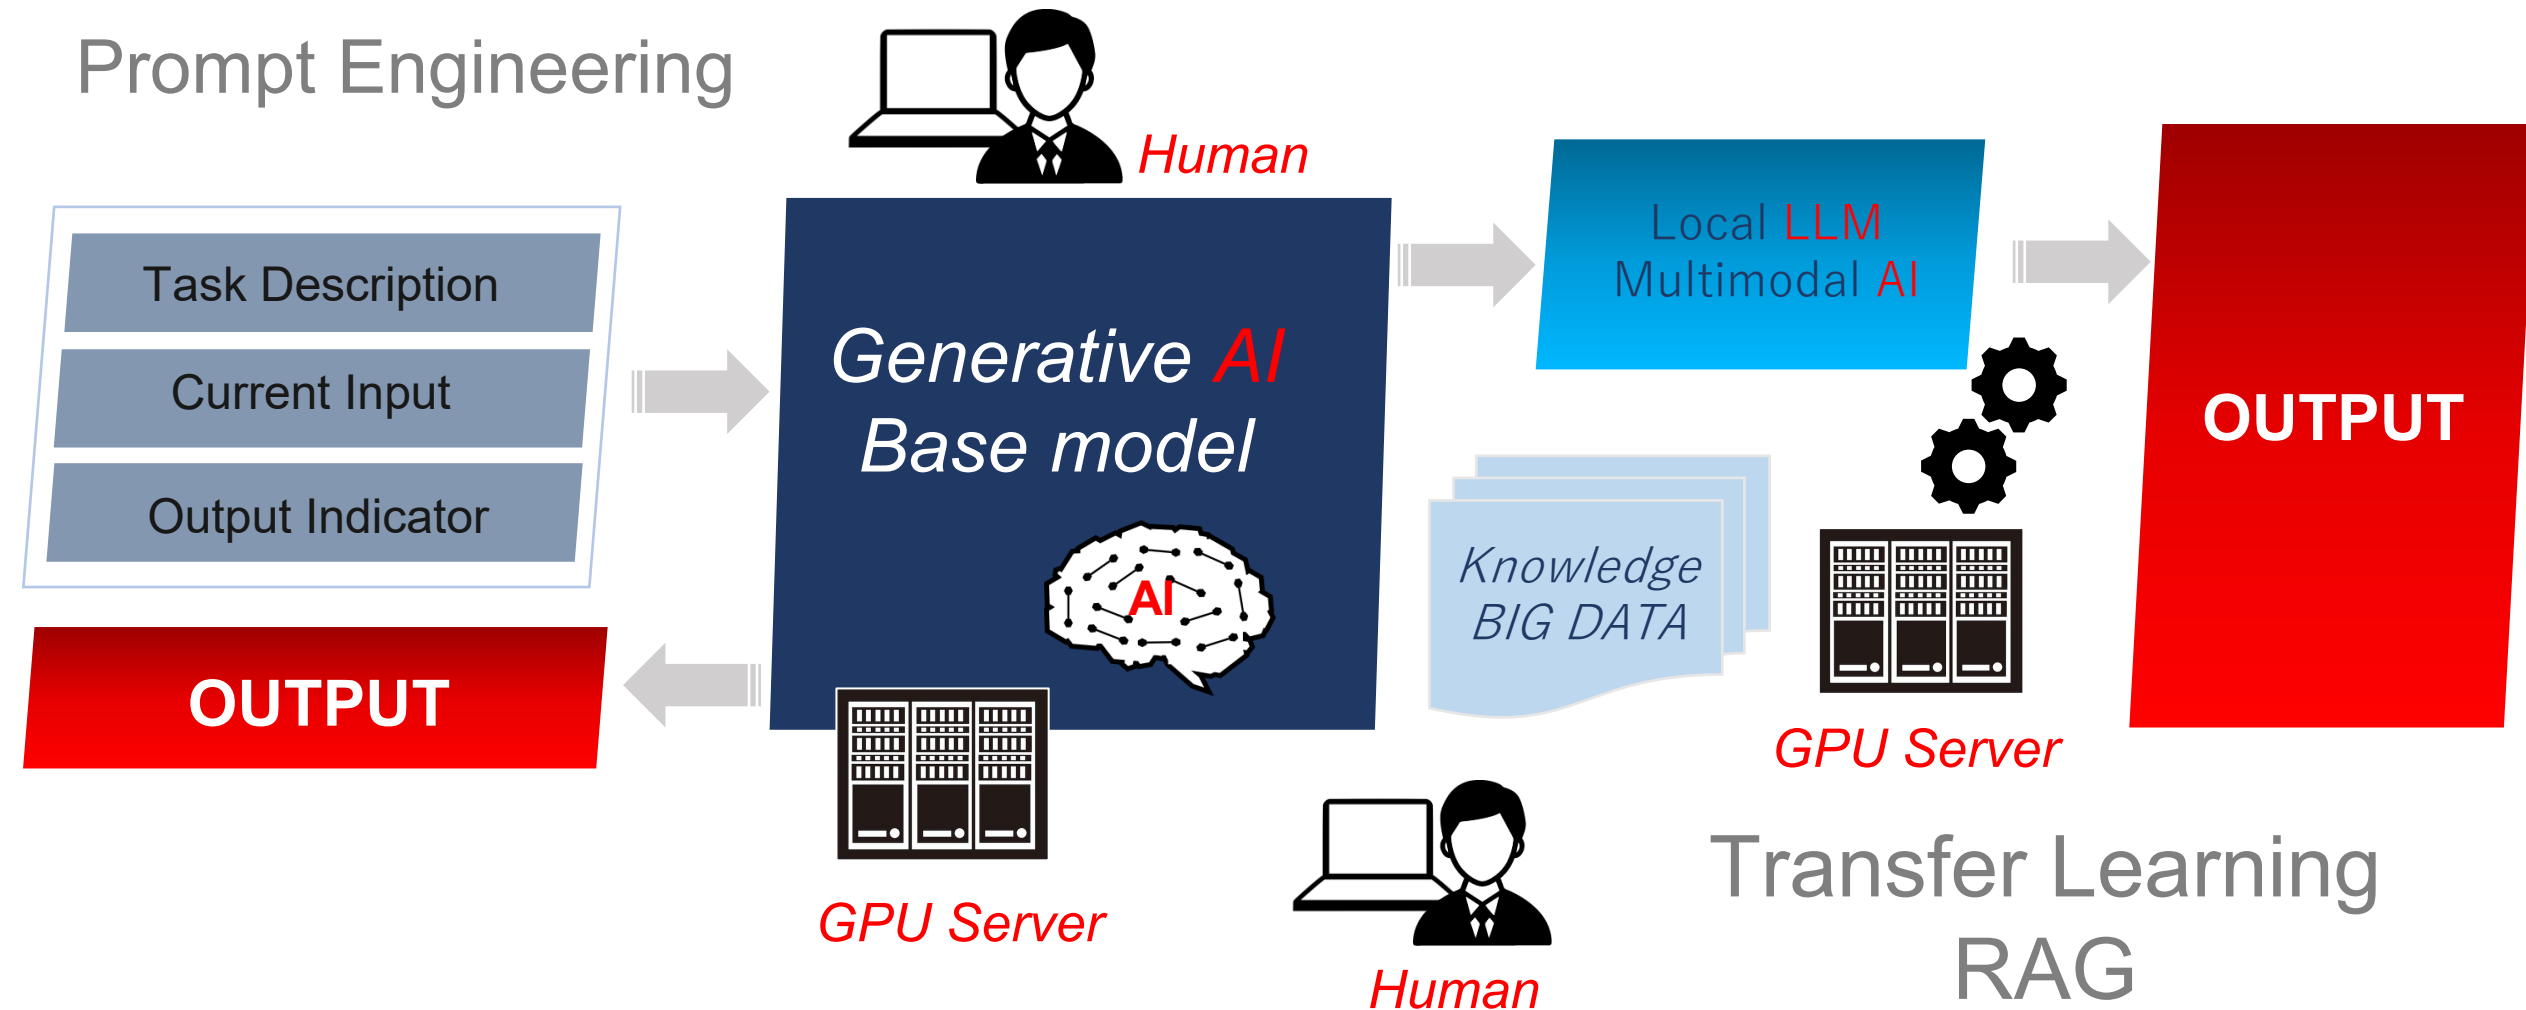 Prompt Engineering
Human
Task Description
Current Input
Output Indicator
OUTPUT
Generative AI
Base model
AI
GPU Server
Local LLM
Multimodal AI
Knowledge
BIG DATA
GPU Server
Human
OUTPUT
Transfer Learning
RAG